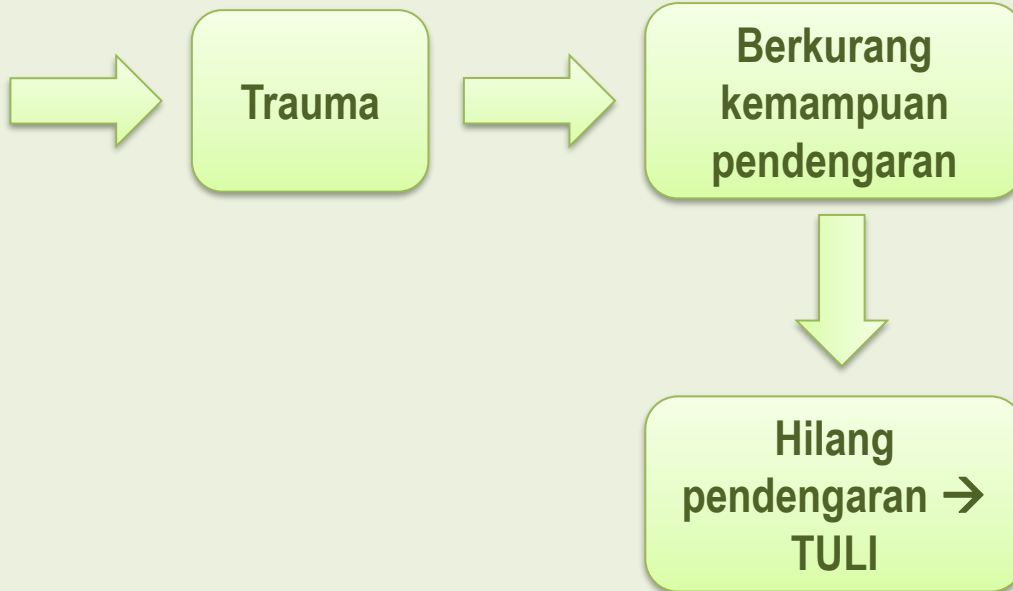 Trauma
Berkurang
kemampuan
pendengaran
Hilang
pendengaran →
TULI